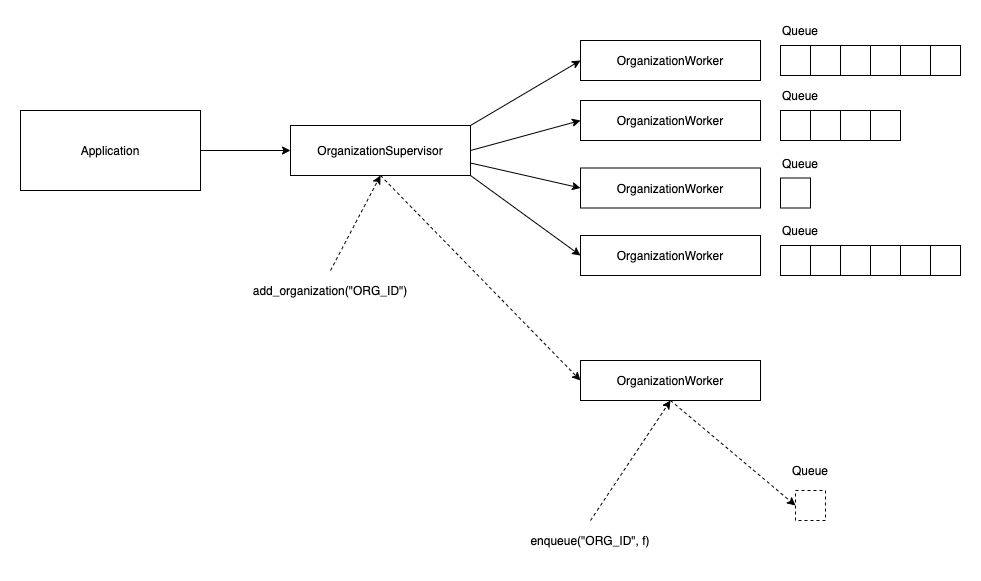 Queue
OrganizationWorker
Queue
OrganizationWorker
Application
OrganizationSupervisor
Queue
OrganizationWorker
Queue
OrganizationWorker
add_organization("ORG_ID")
OrganizationWorker
Queue
enqueue("ORG_ID", f)